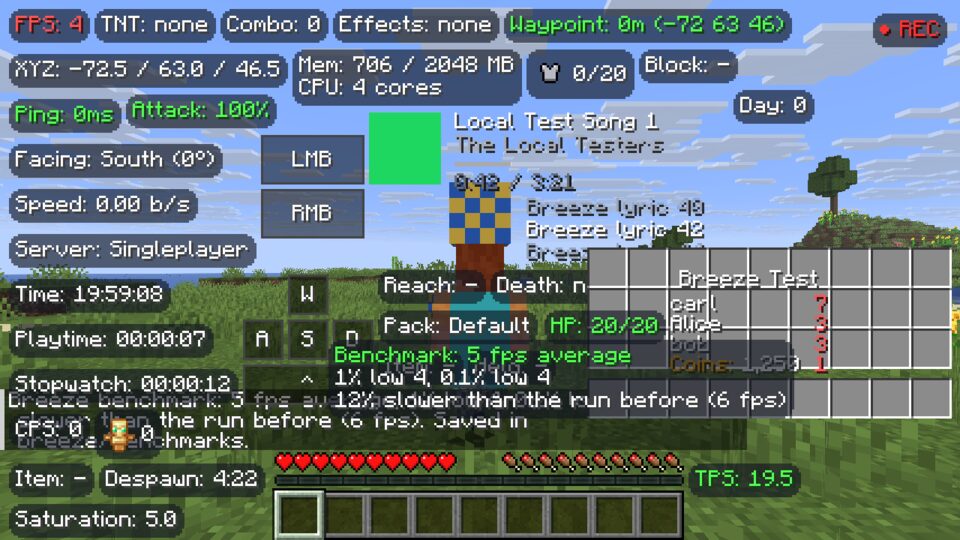 FPS: 4
TNT: none
Combo: 0
Effects: none
Waypoint: 0m (-72 63 46)
REC
XYZ: -72.5 / 63.0 / 46.5
Mem: 706 / 2048 MB
CPU: 4 cores
0/20
Block: -
Day: 0
Ping: 0ms
Attack: 100%
Local Test Song 1
The Local Testers
0:42 / 3:21
Facing: South (0°)
LMB
RMB
Speed: 0.00 b/s
Breeze lyric 42
Server: Singleplayer
Breeze Test
carl 7
Alice 3
bob 3
Coins: 1,250 1
Reach: -
Death: n
Time: 19:59:08
W
A
S
D
Pack: Default
HP: 20/20
Playtime: 00:00:07
Benchmark: 5 fps average
1% low 4, 0.1% low 4
12% slower than the run before (6 fps)
Stopwatch: 00:00:12
^
Breeze benchmark: 5 fps
slower than the run before (6 fps). Saved in
CPS: 0
0
Item: -
Despawn: 4:22
TPS: 19.5
Saturation: 5.0